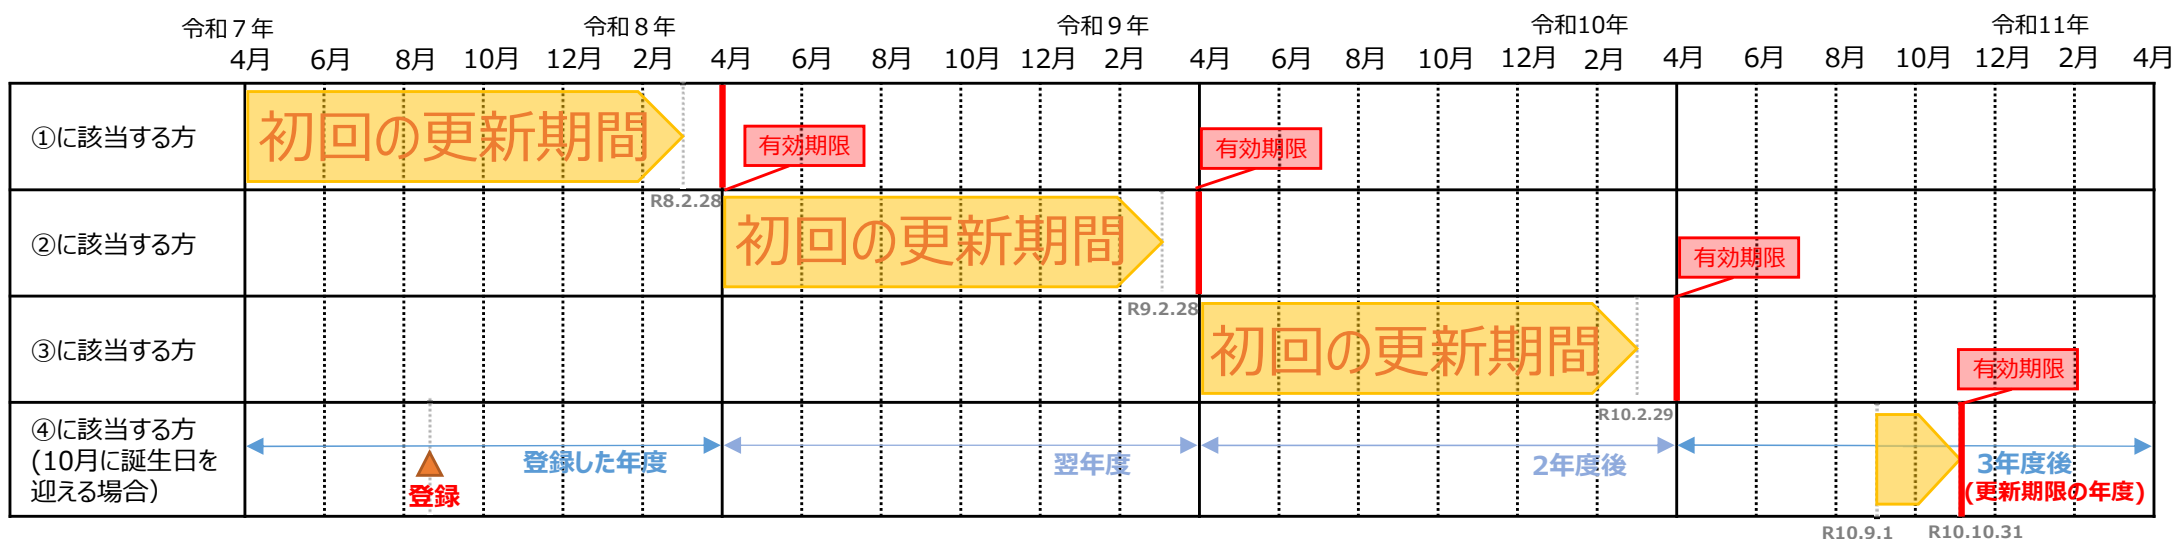 令和７年 令和８年 令和９年 令和10年 令和11年
4月 6月 8月 10月 12月 2月 4月 6月 8月 10月 12月 2月 4月 6月 8月 10月 12月 2月 4月 6月 8月 10月 12月 2月 4月
①に該当する方
初回の更新期間
有効期限
有効期限
R8.2.28
②に該当する方
初回の更新期間
有効期限
R9.2.28
③に該当する方
初回の更新期間
有効期限
R10.2.29
④に該当する方
(10月に誕生日を
迎える場合）
登録
登録した年度
翌年度
2年度後
3年度後
(更新期限の年度)
R10.9.1
R10.10.31